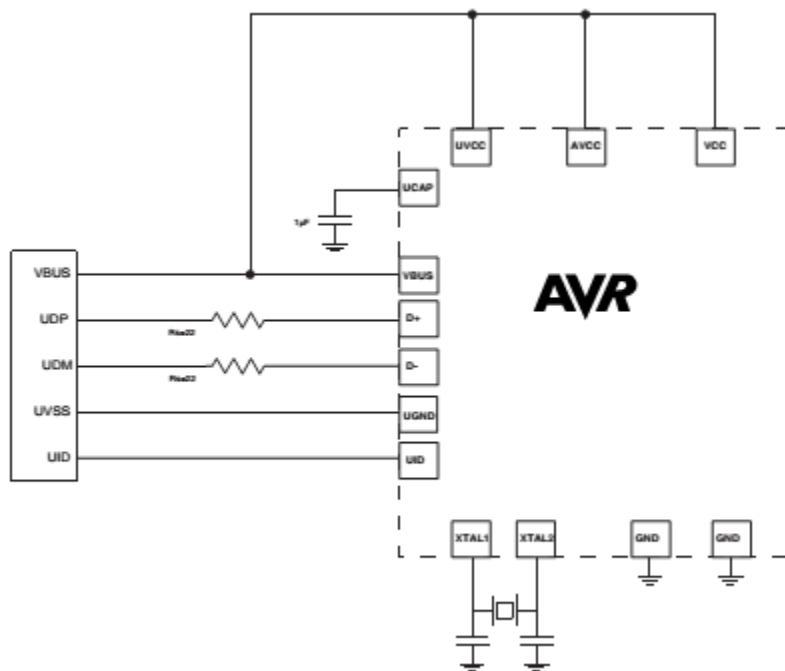 UVCC
AVCC
VCC
UCAP
1µF
VBUS
VBUS
UDP
D+
AVR
UDM
D-
UVSS
UGND
UID
UID
XTAL1
XTAL2
GND
GND